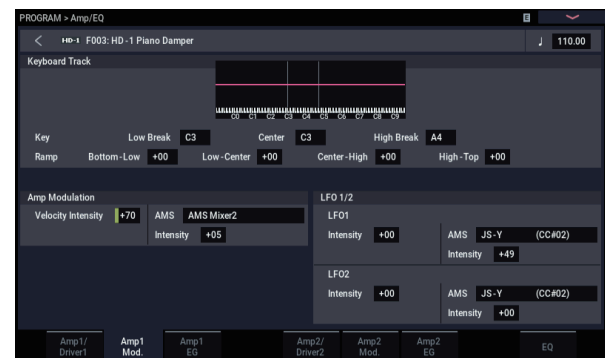 PROGRAM > Amp/EQ
HD-1 F003: HD -1 Piano Damper
♩ 110.00
Keyboard Track
C0 C1 C2 C3 C4 C5 C6 C7 C8 C9
Key Low Break C3 Center C3 High Break A4
Ramp Bottom-Low +00 Low-Center +00 Center-High +00 High-Top +00
Amp Modulation
Velocity Intensity +70 AMS AMS Mixer2
Intensity +05
LFO 1/2
LFO1
Intensity +00 AMS JS-Y (CC#02)
Intensity +49
LFO2
Intensity +00 AMS JS-Y (CC#02)
Intensity +00
Amp1/ Driver1
Amp1 Mod.
Amp1 EG
Amp2/ Driver2
Amp2 Mod.
Amp2 EG
EQ